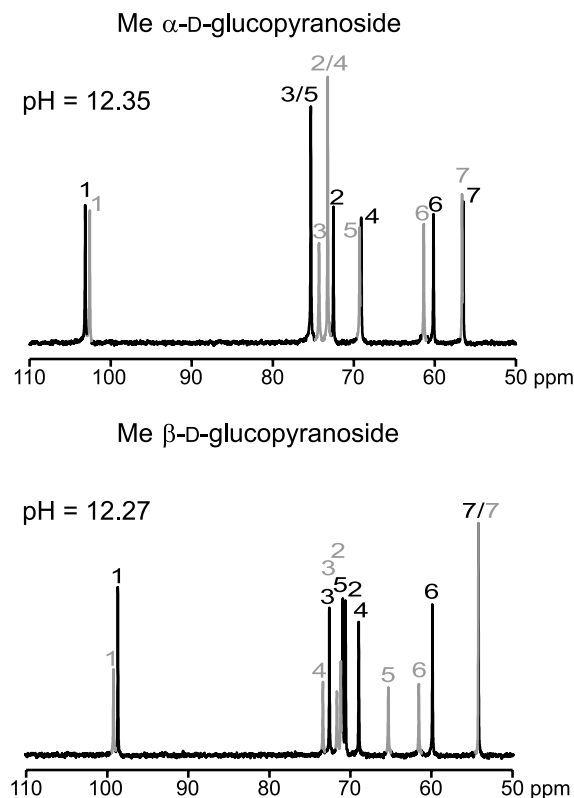 Me α-D-glucopyranoside
2/4
pH = 12.35
3/5
7
1 1 2 6 7
3 5 4 6
110 100 90 80 70 60 50 ppm
Me β-D-glucopyranoside
pH = 12.27
7/7
2
3
1 5 2 6
3 4
1 4 5 6
110 100 90 80 70 60 50 ppm